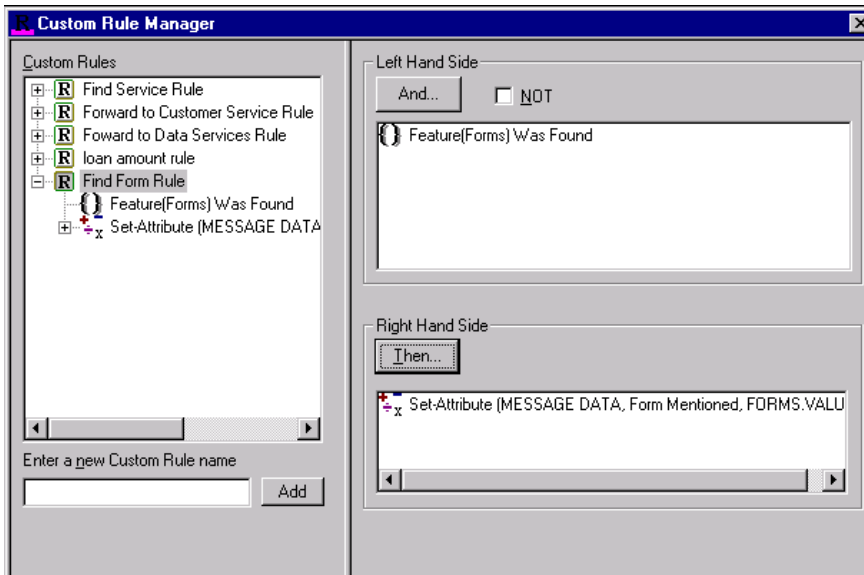 Custom Rule Manager
Custom Rules
R Find Service Rule
R Forward to Customer Service Rule
R Foward to Data Services Rule
R loan amount rule
R Find Form Rule
Feature(Forms) Was Found
Set-Attribute (MESSAGE DATA
Enter a new Custom Rule name
Add
Left Hand Side
And...
NOT
Feature(Forms) Was Found
Right Hand Side
Then...
Set-Attribute (MESSAGE DATA, Form Mentioned, FORMS.VALU